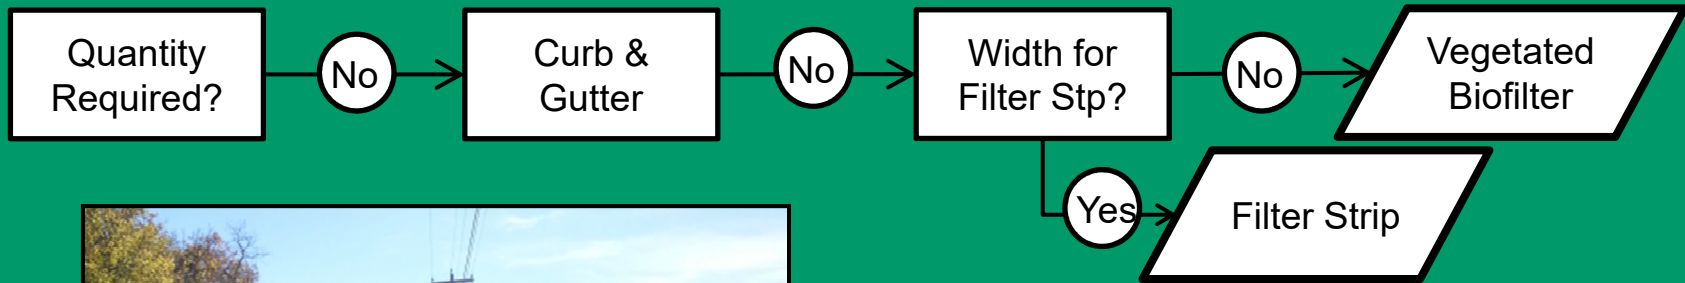 Quantity
Required?
No
Curb &
Gutter
No
Width for
Filter Stp?
No
Vegetated
Biofilter
Yes
Filter Strip